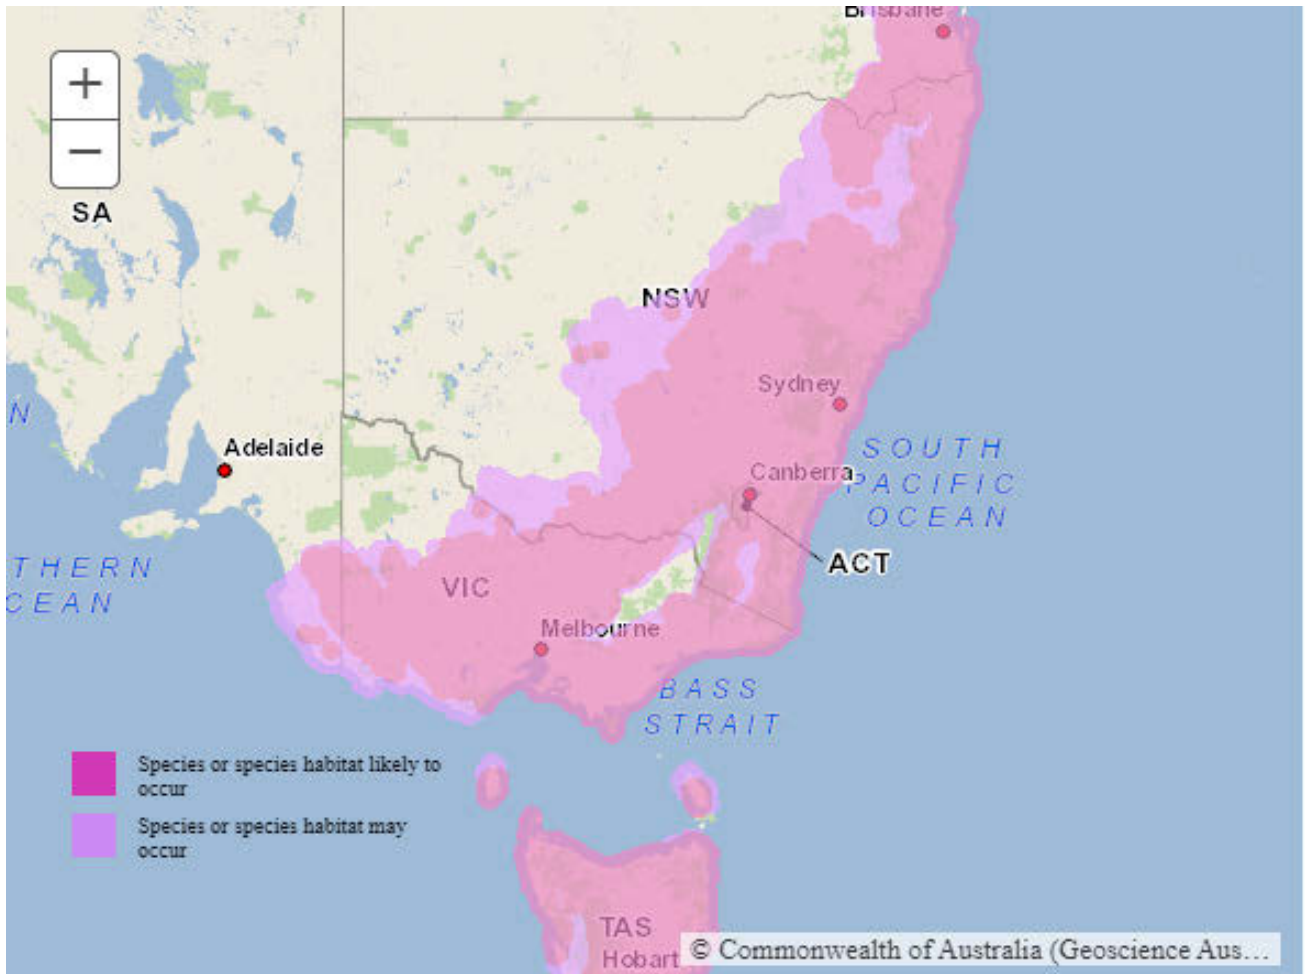 Brisbane
+
−
SA
NSW
Sydney
N
Adelaide
SOUTH
Canberra
PACIFIC
OCEAN
THERN
CEAN
ACT
VIC
Melbourne
BASS
STRAIT
Species or species habitat likely to
occur
Species or species habitat may
occur
TAS
Hobart
© Commonwealth of Australia (Geoscience Aus…